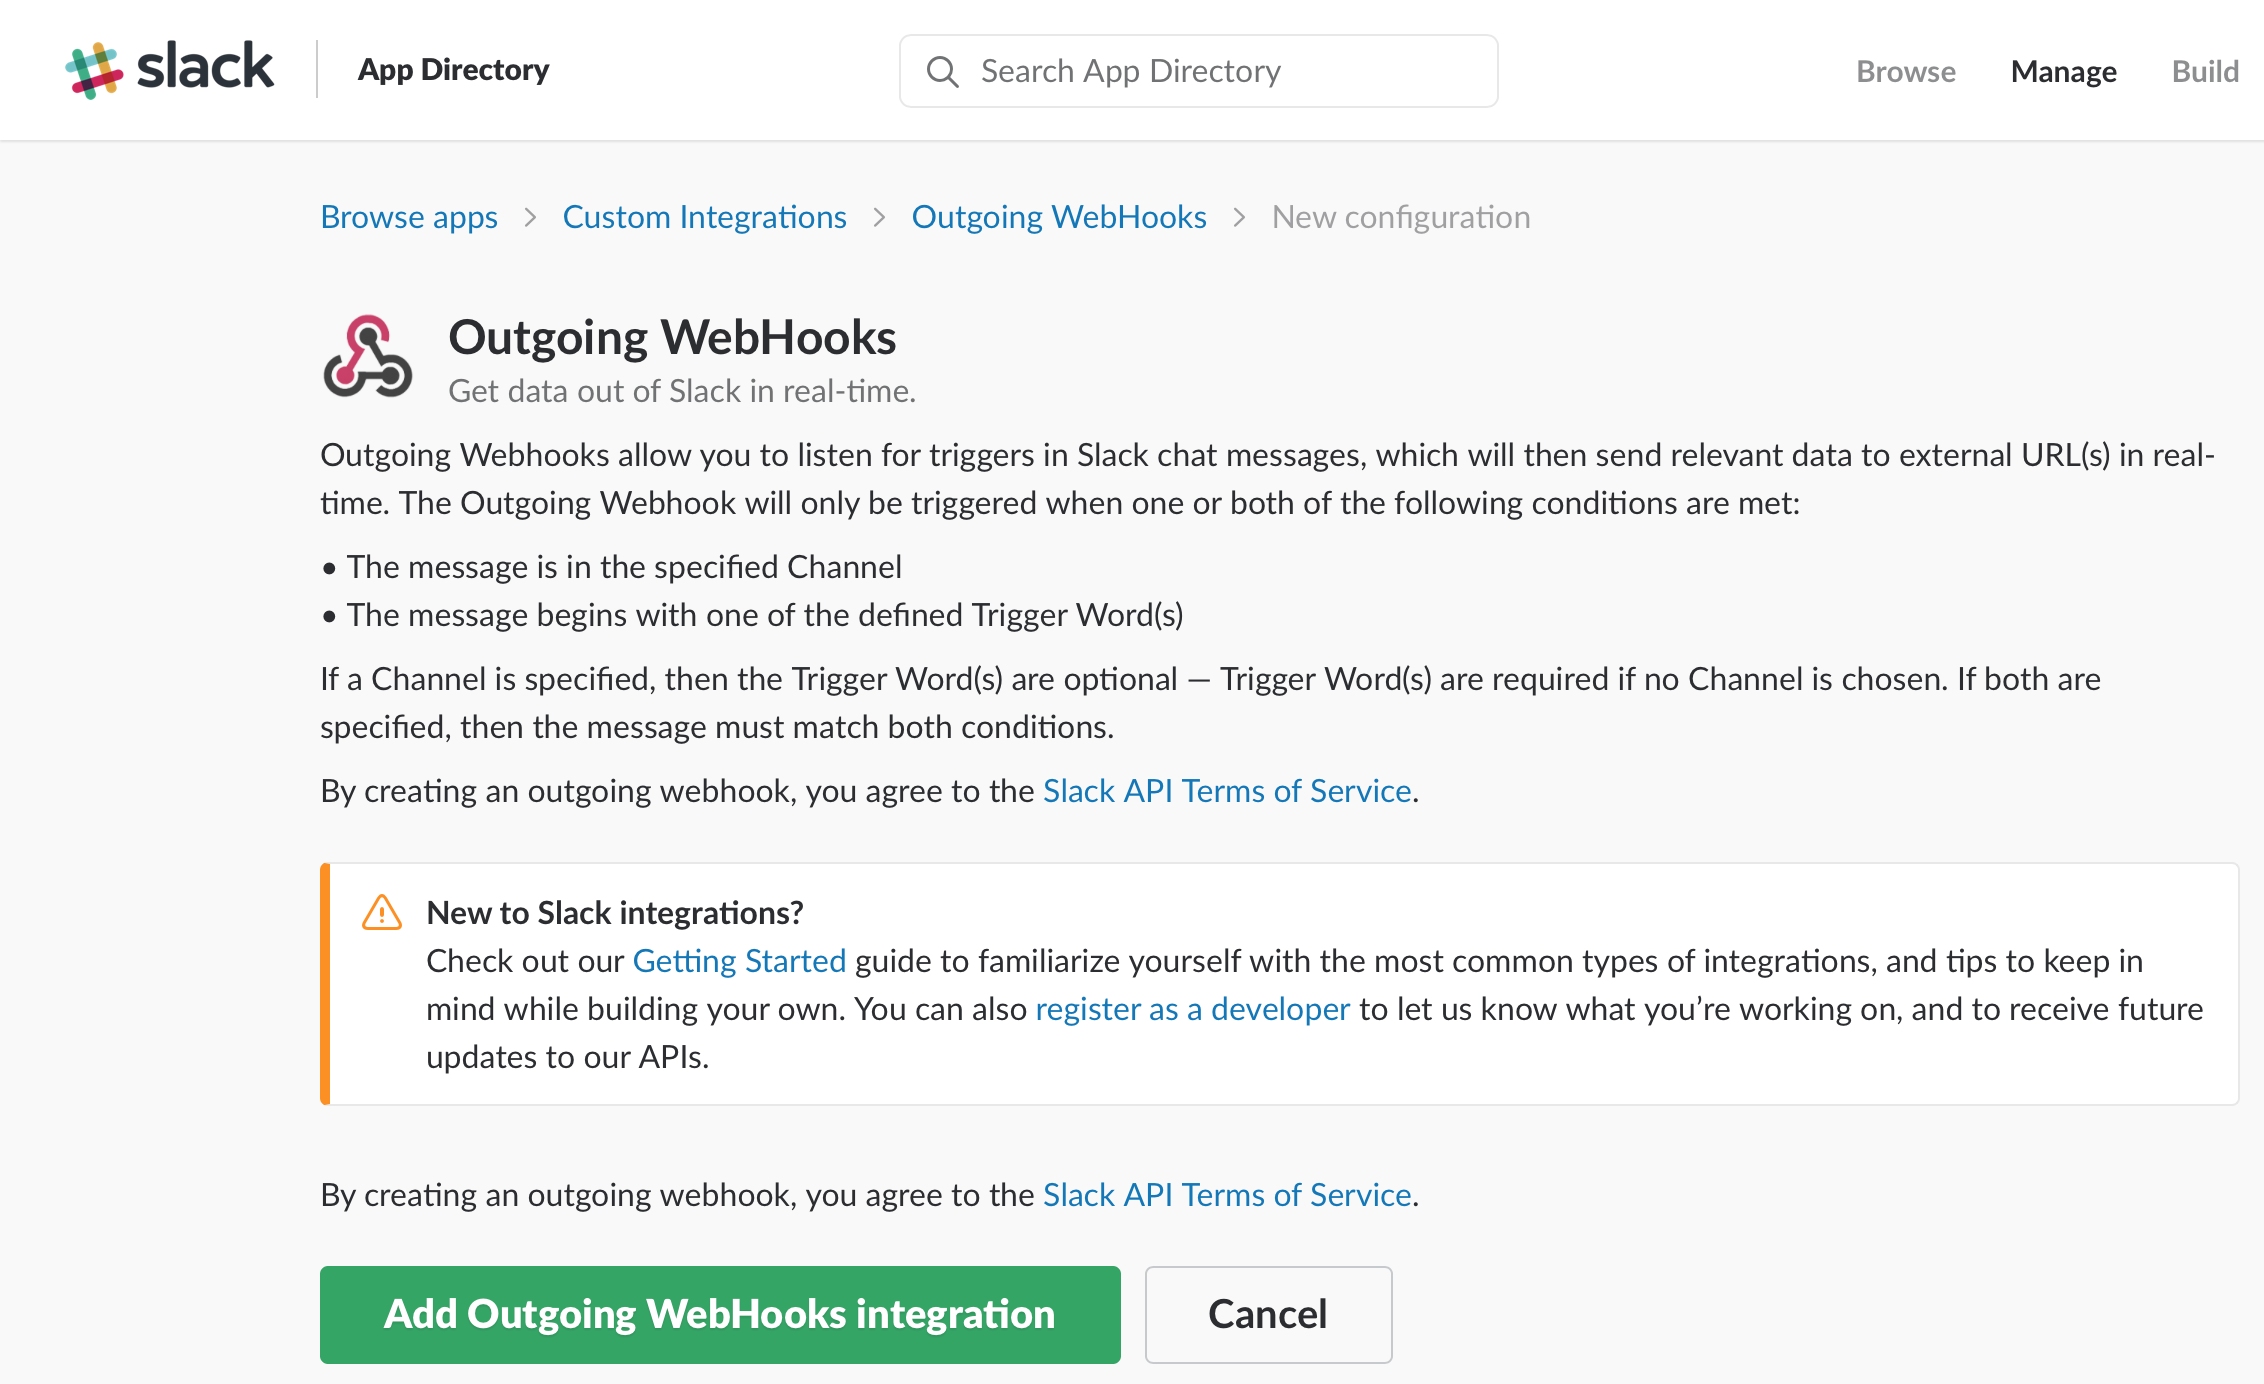 slack
App Directory
Search App Directory
Browse
Manage
Build
Browse apps > Custom Integrations > Outgoing WebHooks > New configuration
Outgoing WebHooks
Get data out of Slack in real-time.
Outgoing Webhooks allow you to listen for triggers in Slack chat messages, which will then send relevant data to external URL(s) in real-
time. The Outgoing Webhook will only be triggered when one or both of the following conditions are met:
• The message is in the specified Channel
• The message begins with one of the defined Trigger Word(s)
If a Channel is specified, then the Trigger Word(s) are optional — Trigger Word(s) are required if no Channel is chosen. If both are
specified, then the message must match both conditions.
By creating an outgoing webhook, you agree to the Slack API Terms of Service.
New to Slack integrations?
Check out our Getting Started guide to familiarize yourself with the most common types of integrations, and tips to keep in
mind while building your own. You can also register as a developer to let us know what you’re working on, and to receive future
updates to our APIs.
By creating an outgoing webhook, you agree to the Slack API Terms of Service.
Add Outgoing WebHooks integration
Cancel